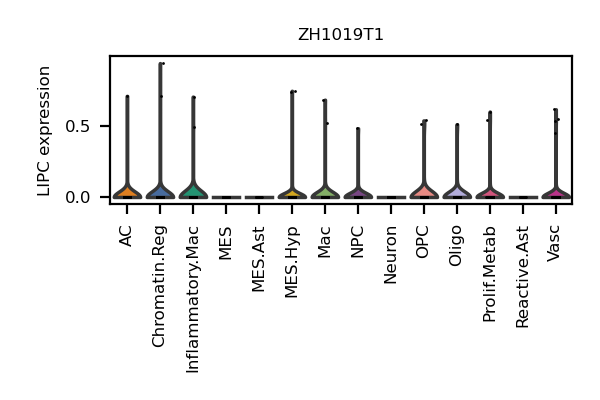 ZH1019T1
LIPC expression
0.5
0.0
AC
Chromatin.Reg
Inflammatory.Mac
MES
MES.Ast
MES.Hyp
Mac
NPC
Neuron
OPC
Oligo
Prolif.Metab
Reactive.Ast
Vasc